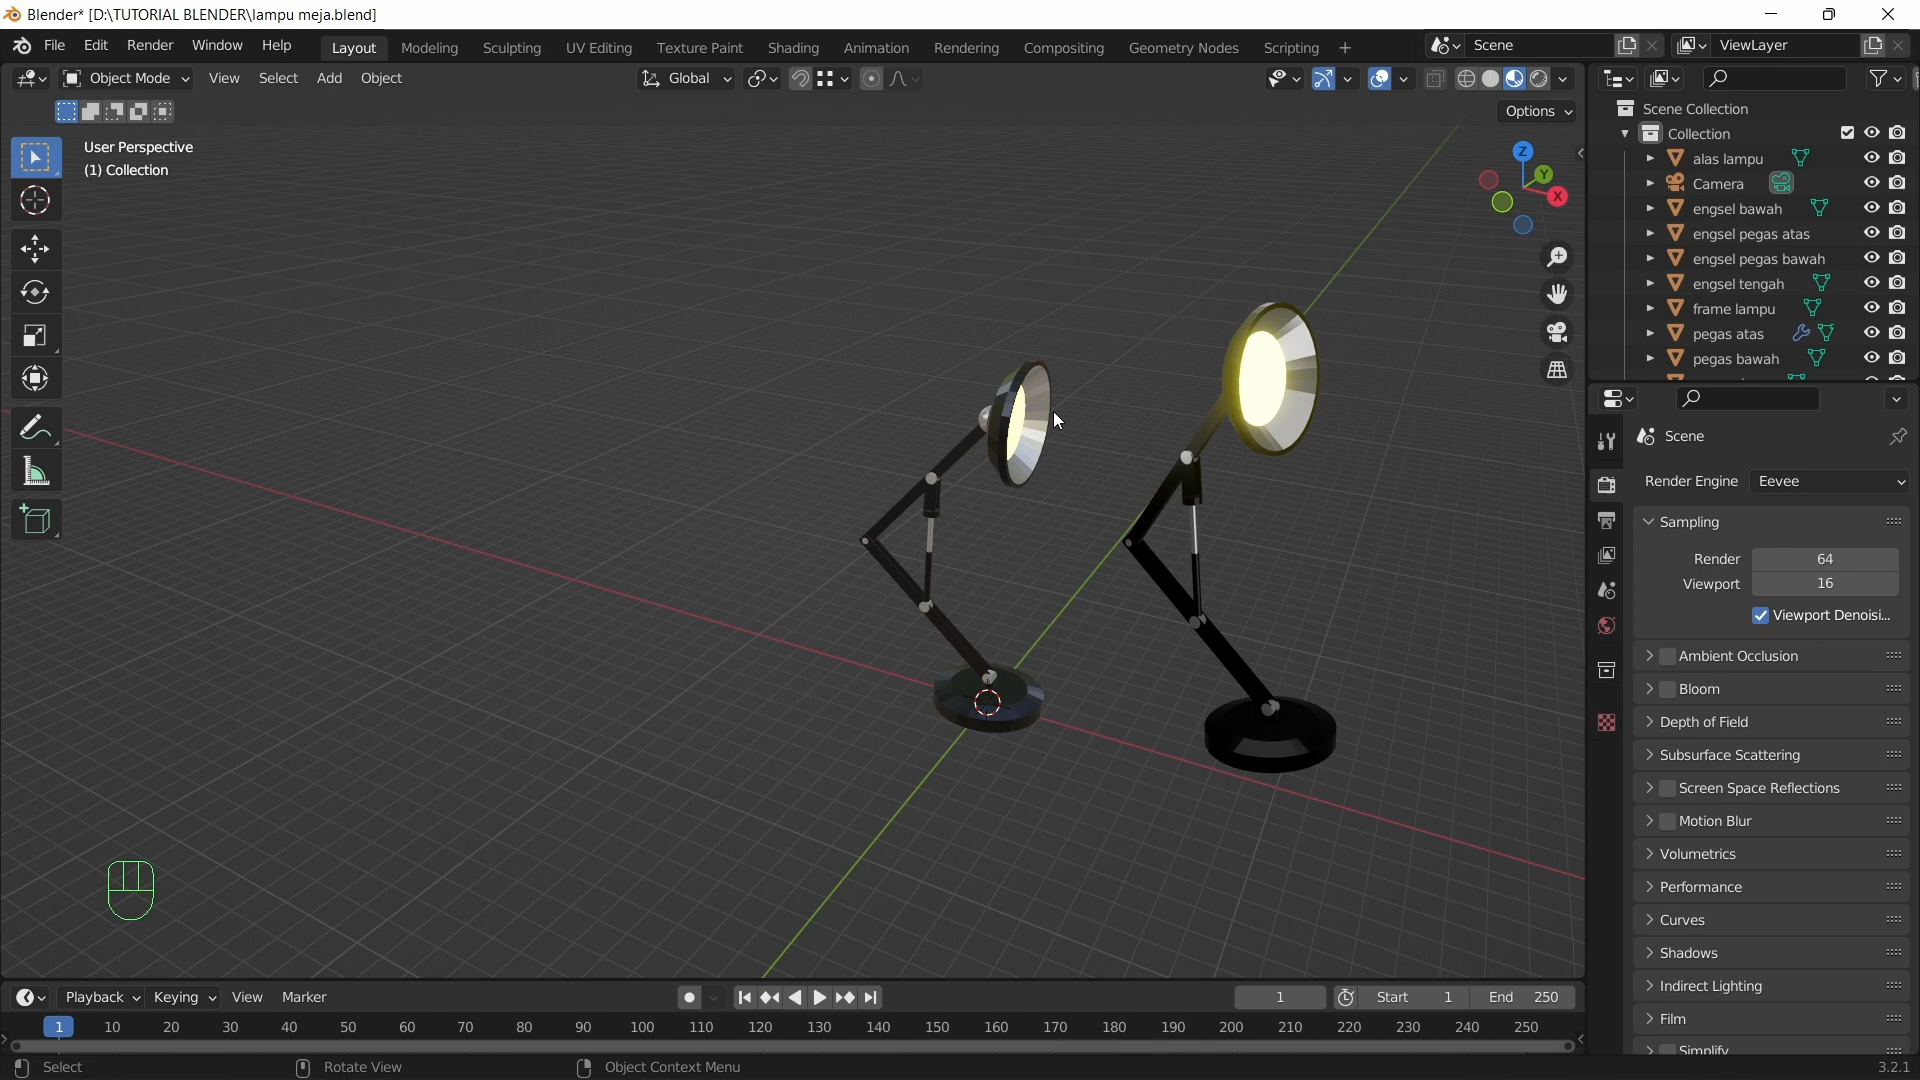 Blender* [D:\TUTORIAL BLENDER\lampu meja.blend]
File Edit Render Window Help Layout Modeling Sculpting UV Editing Texture Paint Shading Animation Rendering Compositing Geometry Nodes Scripting + Scene ViewLayer
Object Mode View Select Add Object Global
Options
User Perspective
(1) Collection
Z
Y
X
Scene Collection
Collection
alas lampu
Camera
engsel bawah
engsel pegas atas
engsel pegas bawah
engsel tengah
frame lampu
pegas atas
pegas bawah
Scene
Render Engine Eevee
Sampling
Render 64
Viewport 16
Viewport Denoisi...
Ambient Occlusion
Bloom
Depth of Field
Subsurface Scattering
Screen Space Reflections
Motion Blur
Volumetrics
Performance
Curves
Shadows
Indirect Lighting
Film
Simplify
Playback Keying View Marker 1 Start 1 End 250
1 10 20 30 40 50 60 70 80 90 100 110 120 130 140 150 160 170 180 190 200 210 220 230 240 250
Select Rotate View Object Context Menu 3.2.1